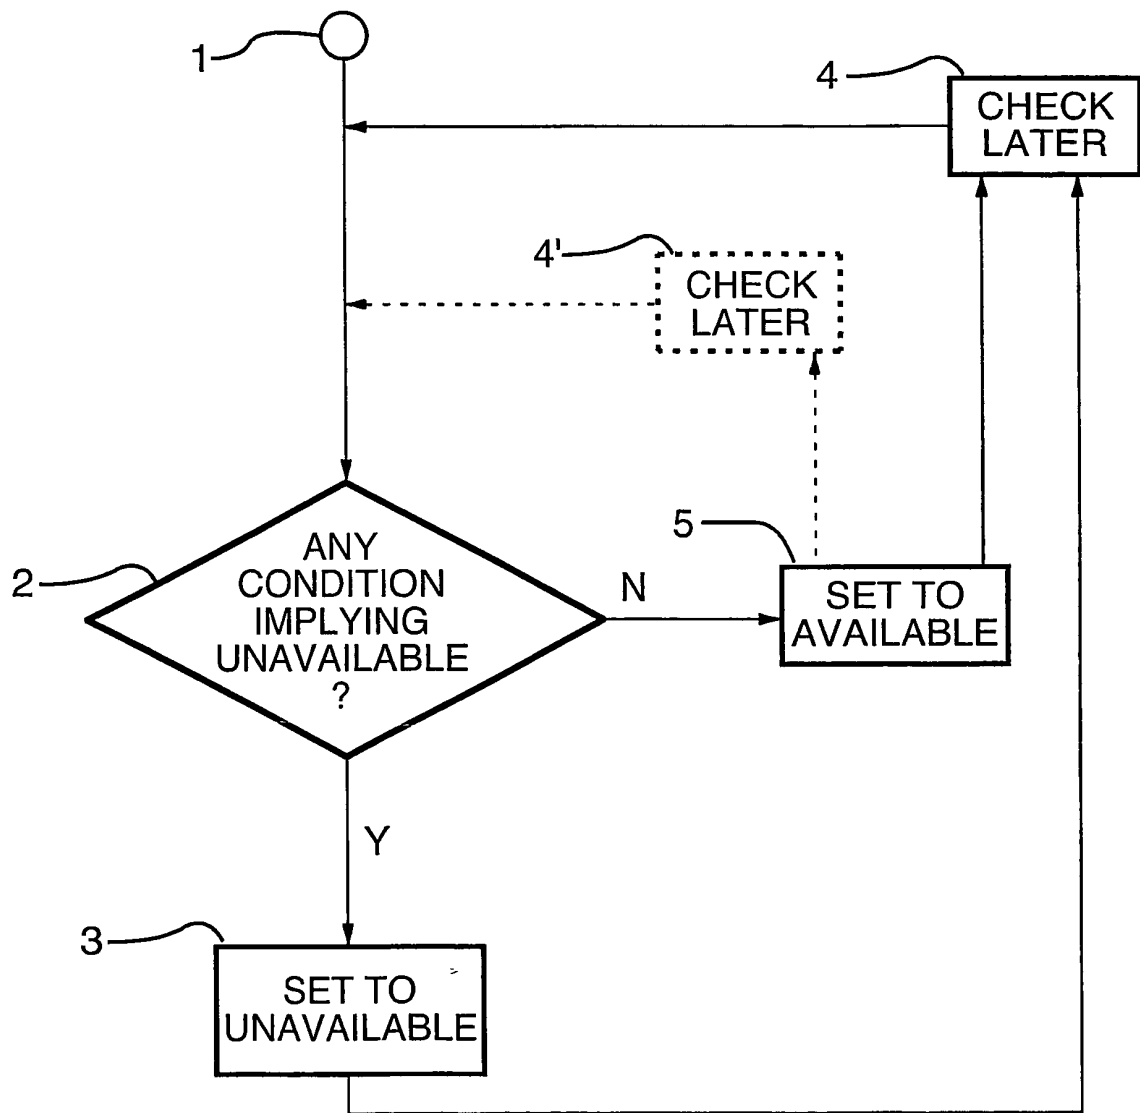 1
4
CHECK
LATER
4'
CHECK
LATER
2
ANY
CONDITION
IMPLYING
UNAVAILABLE
?
N
5
SET TO
AVAILABLE
Y
3
SET TO
UNAVAILABLE